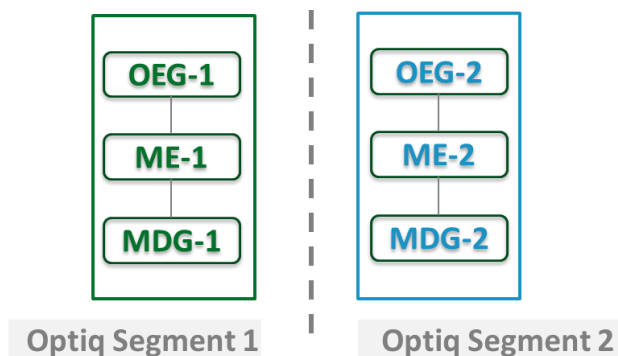 OEG-1
ME-1
MDG-1
Optiq Segment 1
OEG-2
ME-2
MDG-2
Optiq Segment 2